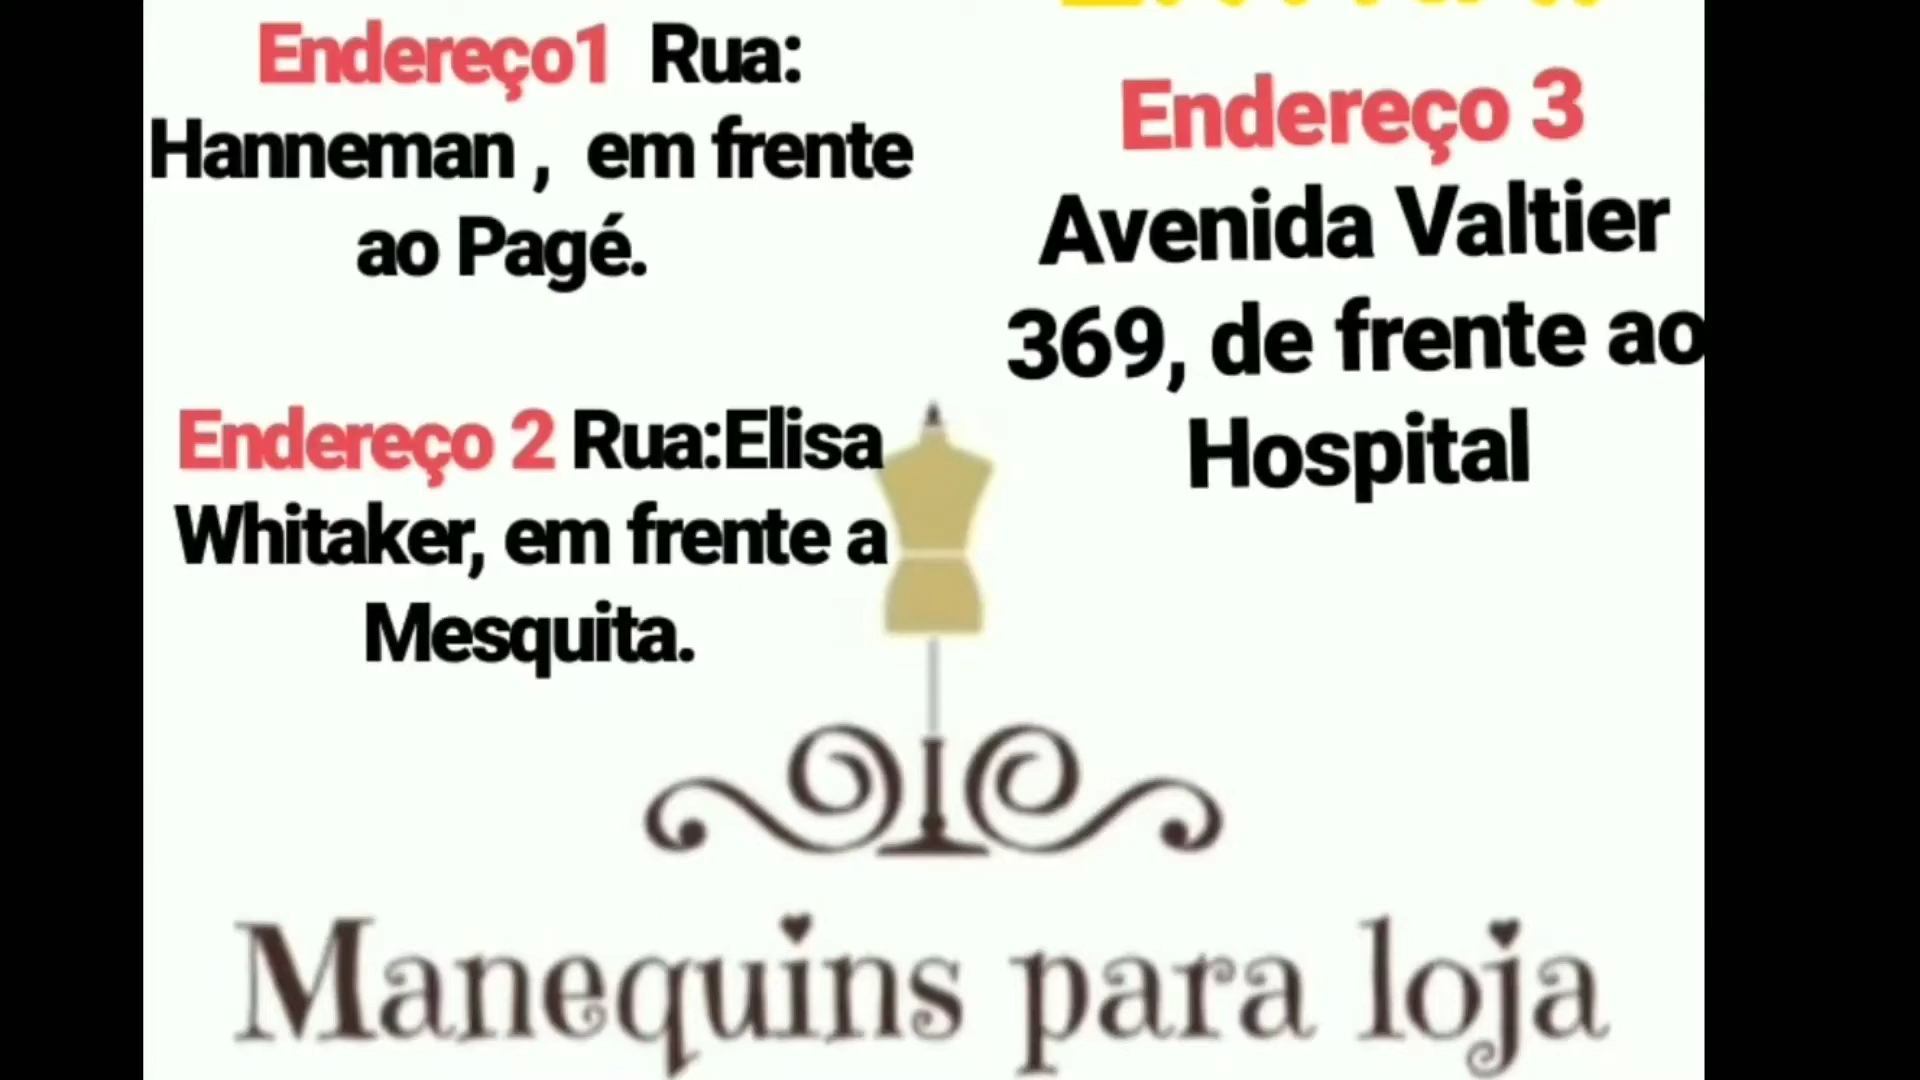 Endereço1 Rua:
Hanneman , em frente
ao Pagé.
Endereço 2 Rua:Elisa
Whitaker, em frente a
Mesquita.
Endereço 3
Avenida Valtier
369, de frente ao
Hospital
Manequins para loja